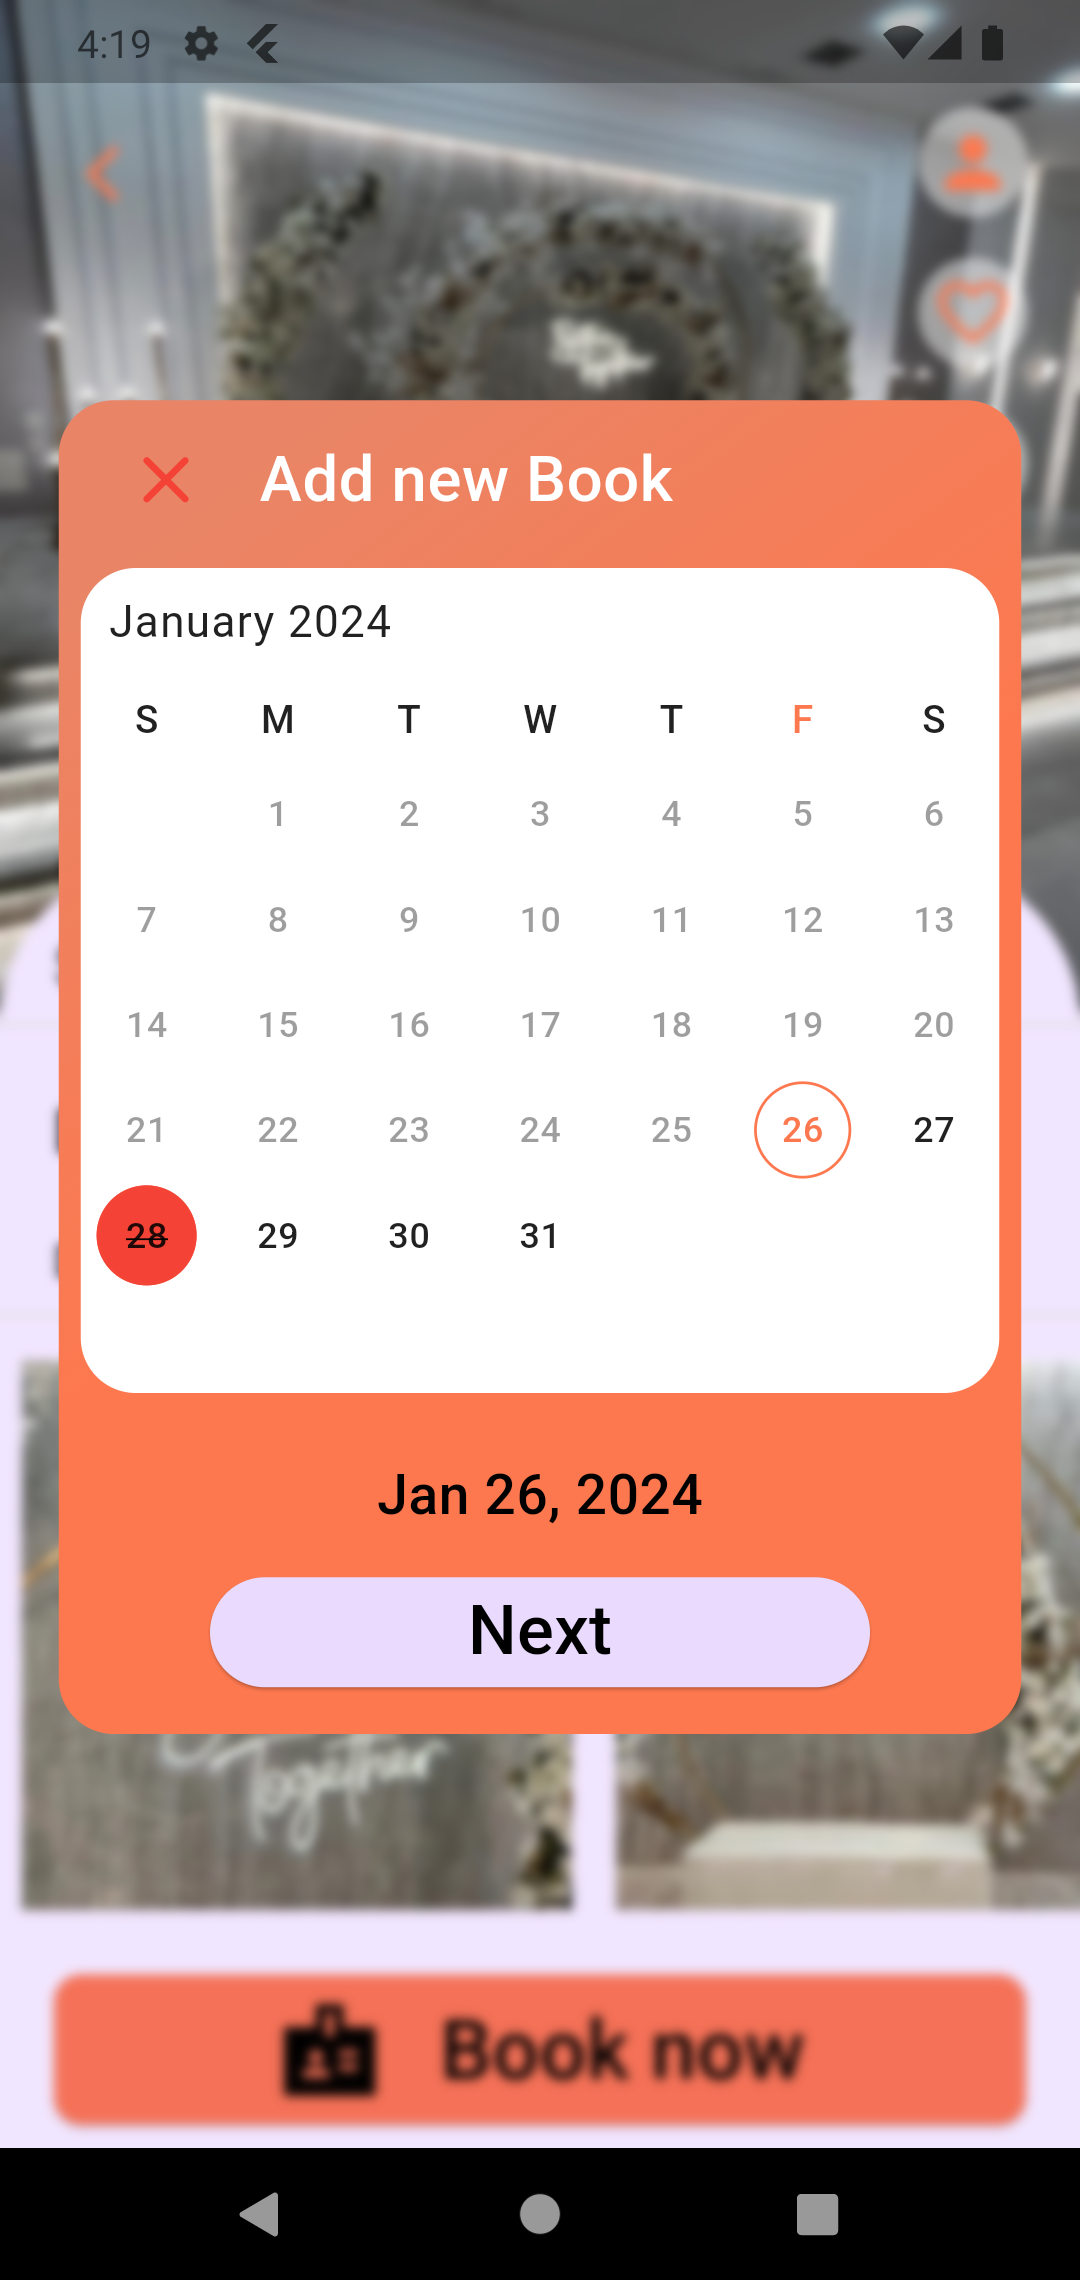 4:19
Add new Book
January 2024
S M T W T F S
1 2 3 4 5 6
7 8 9 10 11 12 13
14 15 16 17 18 19 20
21 22 23 24 25 26 27
28 29 30 31
Jan 26, 2024
Next
Together
Book now